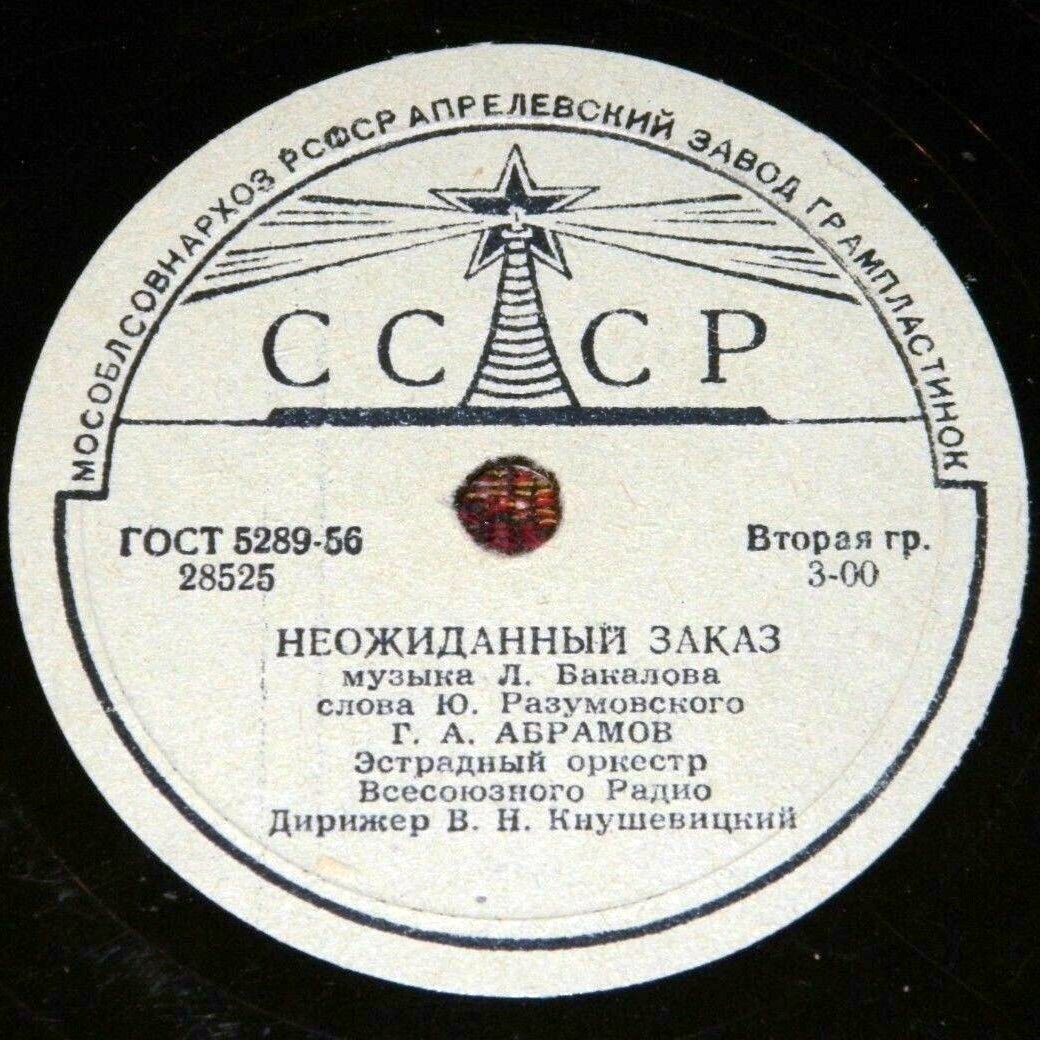 МОСОБЛСОВНАРХОЗ РСФСР АПРЕЛЕВСКИЙ ЗАВОД ГРАМПЛАСТИНОК
СССР
ГОСТ 5289-56
28525
Вторая гр.
3-00
НЕОЖИДАННЫЙ ЗАКАЗ
музыка Л. Бакалова
слова Ю. Разумовского
Г. А. АБРАМОВ
Эстрадный оркестр
Всесоюзного Радио
Дирижер В. Н. Кнушевицкий